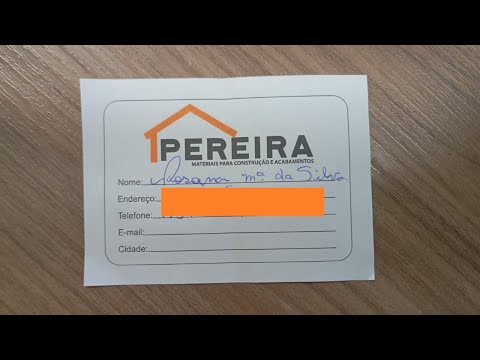 PEREIRA
MATERIAIS PARA CONSTRUÇÃO E ACABAMENTOS
Nome: Rosana mª da Silva
Endereço:
Telefone:
E-mail:
Cidade: